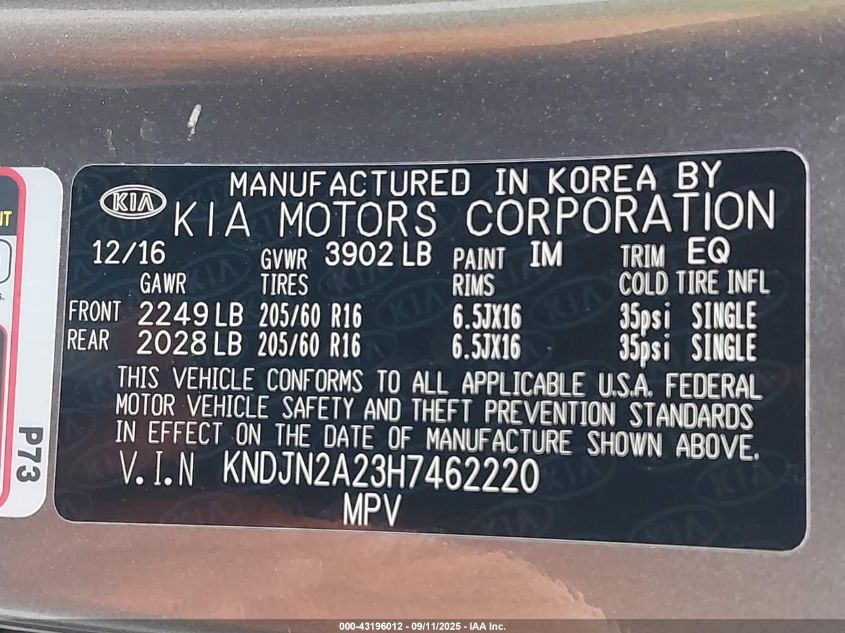 MANUFACTURED IN KOREA BY
KIA KIA MOTORS CORPORATION
12/16 GVWR 3902 LB PAINT IM TRIM EQ
GAWR TIRES RIMS COLD TIRE INFL
FRONT 2249 LB 205/60 R16 6.5JX16 35psi SINGLE
REAR 2028 LB 205/60 R16 6.5JX16 35psi SINGLE
THIS VEHICLE CONFORMS TO ALL APPLICABLE U.S.A. FEDERAL
MOTOR VEHICLE SAFETY AND THEFT PREVENTION STANDARDS
IN EFFECT ON THE DATE OF MANUFACTURE SHOWN ABOVE.
V.I.N KNDJN2A23H7462220
MPV
P73
000-43196012 - 09/11/2025 - IAA Inc.